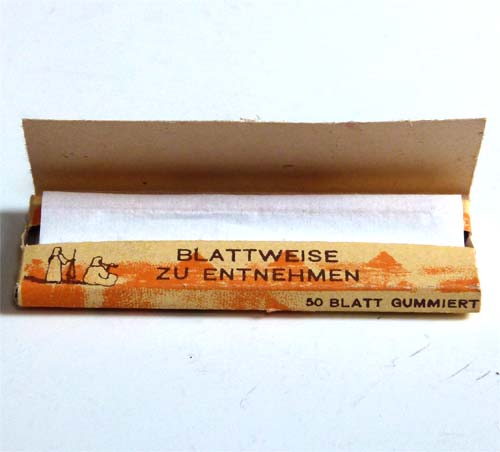 BLATTWEISE
ZU ENTNEHMEN
50 BLATT GUMMIERT